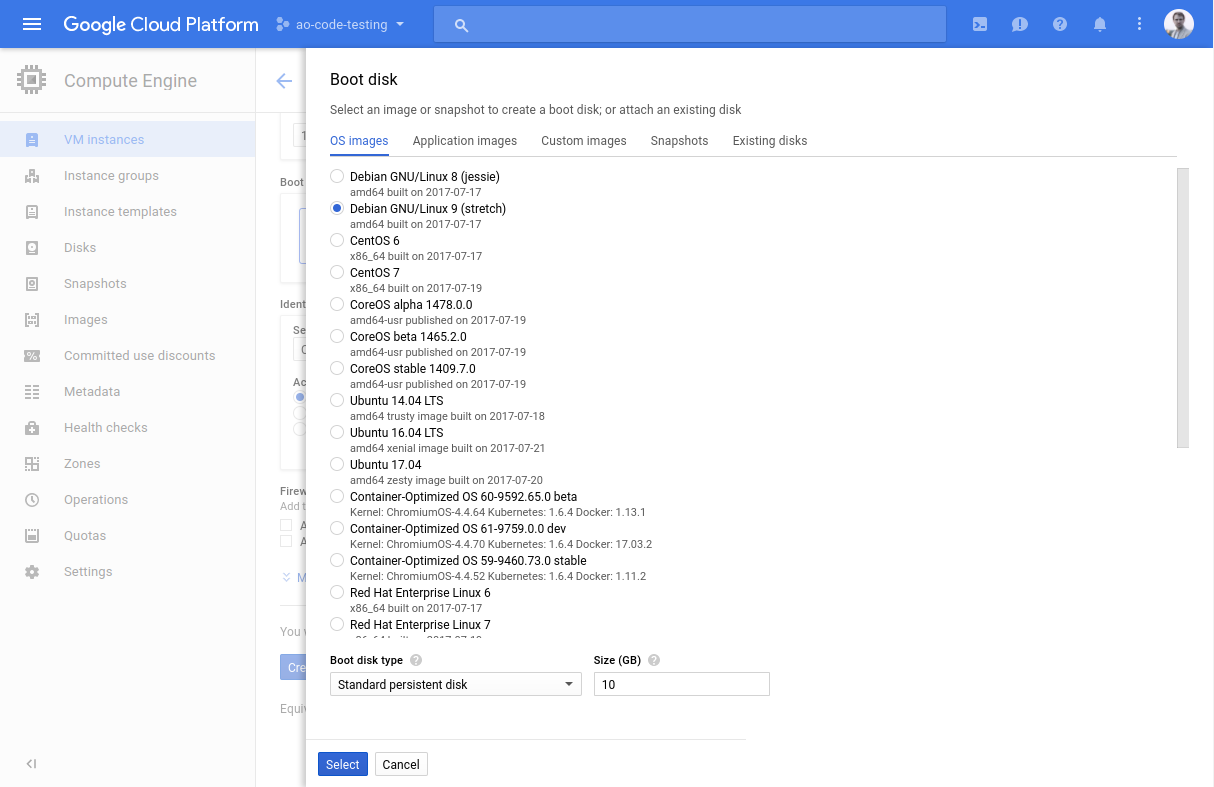 Google Cloud Platform
ao-code-testing
Compute Engine
VM instances
Instance groups
Instance templates
Disks
Snapshots
Images
Committed use discounts
Metadata
Health checks
Zones
Operations
Quotas
Settings
Boot
Ident
Se
Ac
Firew
Add t
A
A
M
You w
Cre
Equiv
Boot disk
Select an image or snapshot to create a boot disk; or attach an existing disk
OS images Application images Custom images Snapshots Existing disks
Debian GNU/Linux 8 (jessie)
amd64 built on 2017-07-17
Debian GNU/Linux 9 (stretch)
amd64 built on 2017-07-17
CentOS 6
x86_64 built on 2017-07-17
CentOS 7
x86_64 built on 2017-07-19
CoreOS alpha 1478.0.0
amd64-usr published on 2017-07-19
CoreOS beta 1465.2.0
amd64-usr published on 2017-07-19
CoreOS stable 1409.7.0
amd64-usr published on 2017-07-19
Ubuntu 14.04 LTS
amd64 trusty image built on 2017-07-18
Ubuntu 16.04 LTS
amd64 xenial image built on 2017-07-21
Ubuntu 17.04
amd64 zesty image built on 2017-07-20
Container-Optimized OS 60-9592.65.0 beta
Kernel: ChromiumOS-4.4.64 Kubernetes: 1.6.4 Docker: 1.13.1
Container-Optimized OS 61-9759.0.0 dev
Kernel: ChromiumOS-4.4.70 Kubernetes: 1.6.4 Docker: 17.03.2
Container-Optimized OS 59-9460.73.0 stable
Kernel: ChromiumOS-4.4.52 Kubernetes: 1.6.4 Docker: 1.11.2
Red Hat Enterprise Linux 6
x86_64 built on 2017-07-17
Red Hat Enterprise Linux 7
Boot disk type Size (GB)
Standard persistent disk 10
Select Cancel